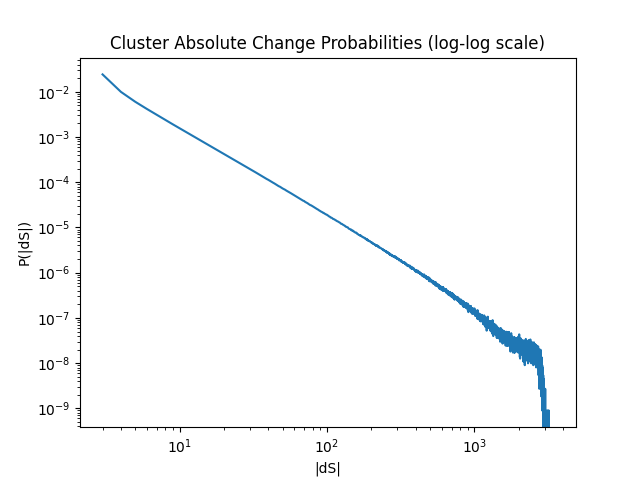 Cluster Absolute Change Probabilities (log-log scale)
P(|dS|)
10⁻²
10⁻³
10⁻⁴
10⁻⁵
10⁻⁶
10⁻⁷
10⁻⁸
10⁻⁹
10¹ 10² 10³
|dS|